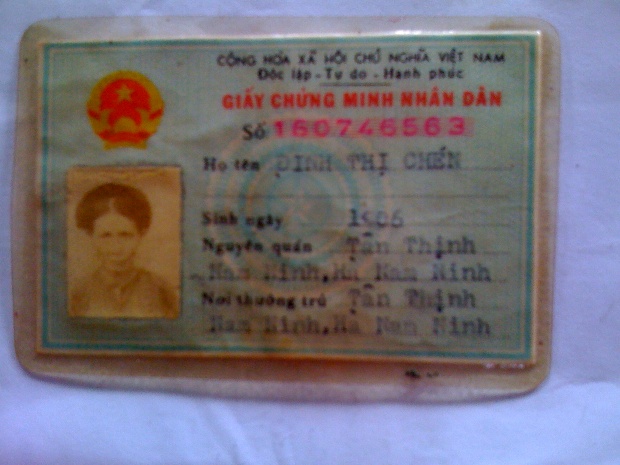 CỘNG HÒA XÃ HỘI CHỦ NGHĨA VIỆT NAM
Độc lập - Tự do - Hạnh phúc
GIẤY CHỨNG MINH NHÂN DÂN
Số 160746563
Họ tên ĐINH THỊ CHÉN
Sinh ngày 1906
Nguyên quán Tân Thịnh
Nam Ninh, Hà Nam Ninh
Nơi thường trú Tân Thịnh
Nam Ninh, Hà Nam Ninh